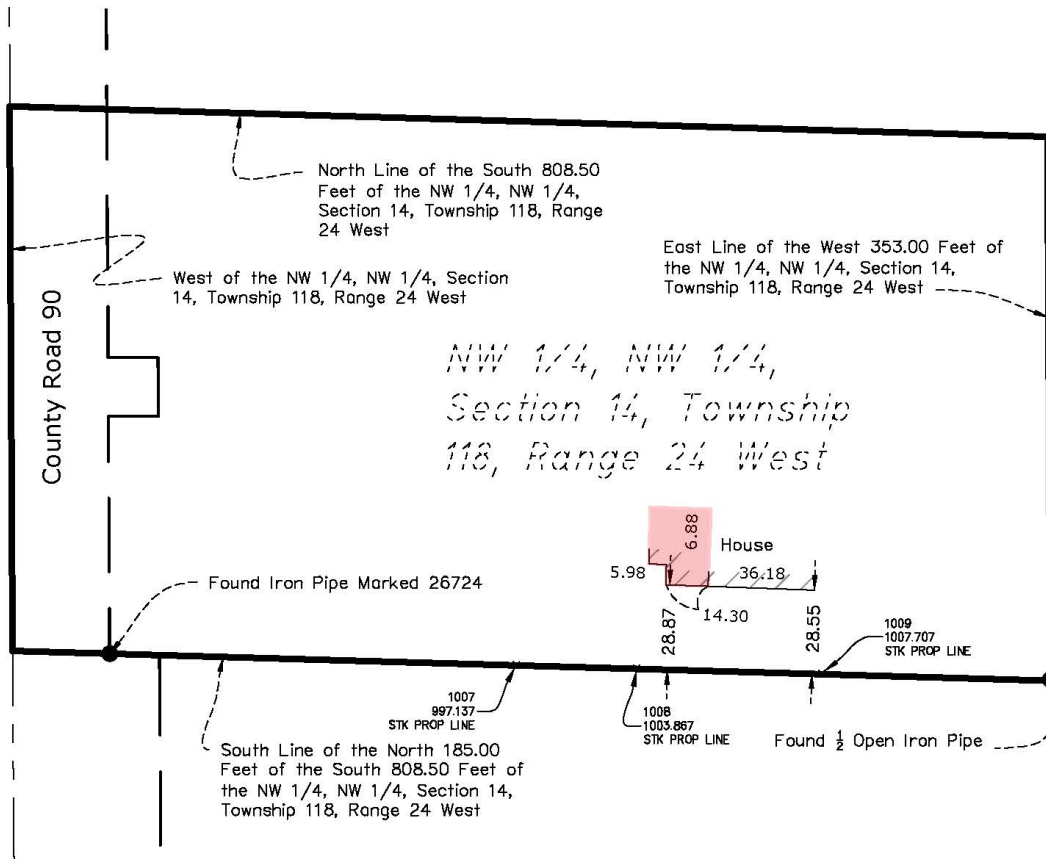 North Line of the South 808.50
Feet of the NW 1/4, NW 1/4,
Section 14, Township 118, Range
24 West
East Line of the West 353.00 Feet of
the NW 1/4, NW 1/4, Section 14,
Township 118, Range 24 West
West of the NW 1/4, NW 1/4, Section
14, Township 118, Range 24 West
County Road 90
NW 1/4, NW 1/4,
Section 14, Township
118, Range 24 West
6.88
House
5.98
36.18
14.30
28.87
28.55
Found Iron Pipe Marked 26724
1009
1007.707
STK PROP LINE
1007
997.137
STK PROP LINE
1008
1003.867
STK PROP LINE
Found ½ Open Iron Pipe
South Line of the North 185.00
Feet of the South 808.50 Feet of
the NW 1/4, NW 1/4, Section 14,
Township 118, Range 24 West